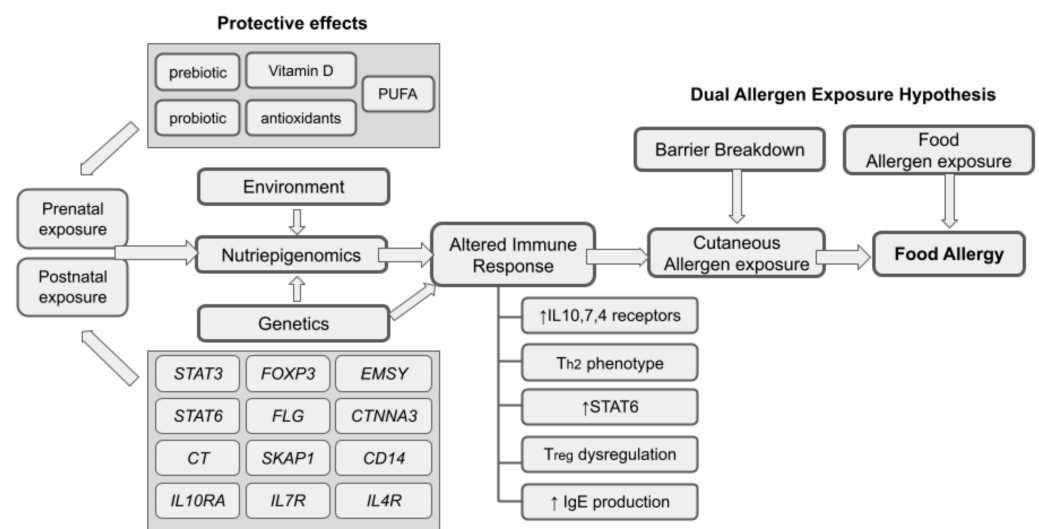 Protective effects
prebiotic
Vitamin D
PUFA
probiotic
antioxidants
Dual Allergen Exposure Hypothesis
Barrier Breakdown
Food
Allergen exposure
Prenatal
exposure
Postnatal
exposure
Environment
Nutriepigenomics
Genetics
Altered Immune
Response
Cutaneous
Allergen exposure
Food Allergy
↑IL10,7,4 receptors
Th2 phenotype
↑STAT6
Treg dysregulation
↑ IgE production
STAT3
FOXP3
EMSY
STAT6
FLG
CTNNA3
CT
SKAP1
CD14
IL10RA
IL7R
IL4R